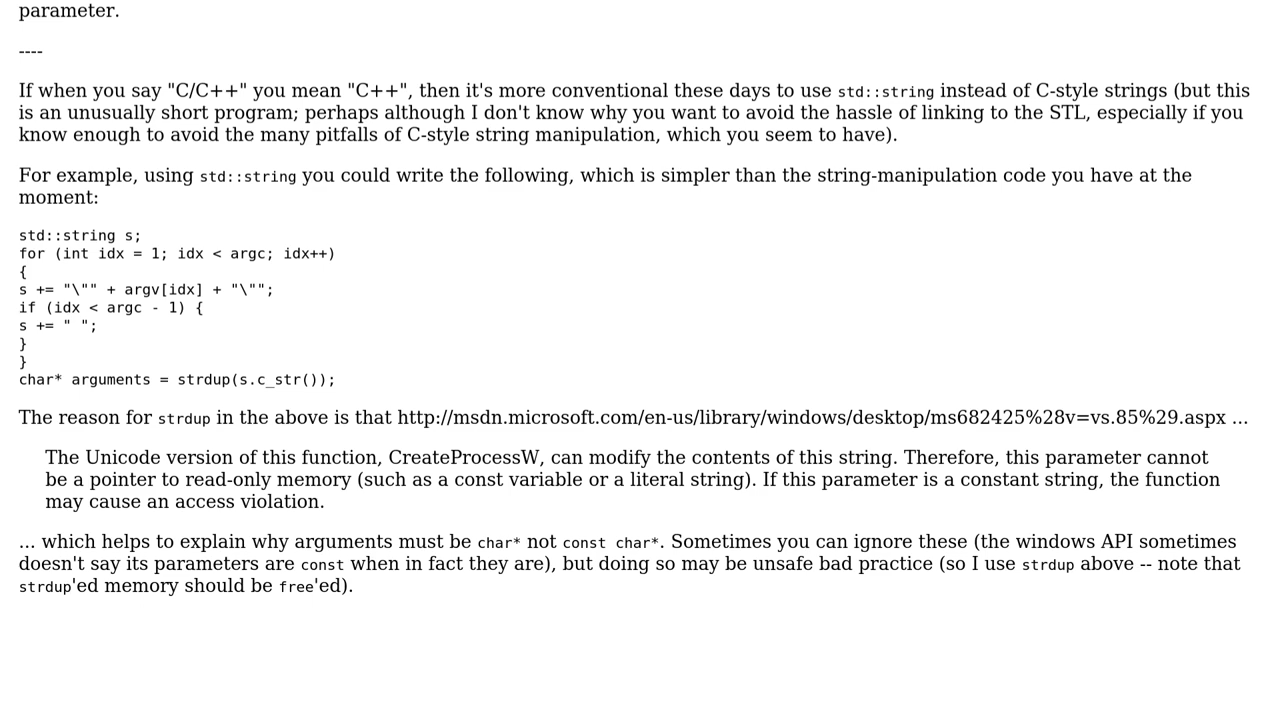 parameter.
----
If when you say "C/C++" you mean "C++", then it's more conventional these days to use std::string instead of C-style strings (but this
is an unusually short program; perhaps although I don't know why you want to avoid the hassle of linking to the STL, especially if you
know enough to avoid the many pitfalls of C-style string manipulation, which you seem to have).
For example, using std::string you could write the following, which is simpler than the string-manipulation code you have at the
moment:
std::string s;
for (int idx = 1; idx < argc; idx++)
{
s += "\"" + argv[idx] + "\"";
if (idx < argc - 1) {
s += " ";
}
}
char* arguments = strdup(s.c_str());
The reason for strdup in the above is that http://msdn.microsoft.com/en-us/library/windows/desktop/ms682425%28v=vs.85%29.aspx ...
The Unicode version of this function, CreateProcessW, can modify the contents of this string. Therefore, this parameter cannot
be a pointer to read-only memory (such as a const variable or a literal string). If this parameter is a constant string, the function
may cause an access violation.
... which helps to explain why arguments must be char* not const char*. Sometimes you can ignore these (the windows API sometimes
doesn't say its parameters are const when in fact they are), but doing so may be unsafe bad practice (so I use strdup above -- note that
strdup'ed memory should be free'ed).